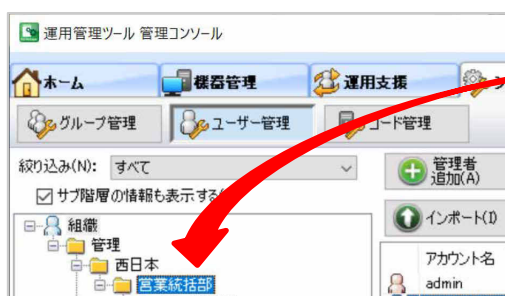 運用管理ツール 管理コンソール
ホーム 機器管理 運用支援
グループ管理 ユーザー管理 コード管理
絞り込み(N): すべて
管理者
追加(A)
サブ階層の情報も表示する
インポート(I)
組織
管理
西日本
営業統括部
アカウント名
admin